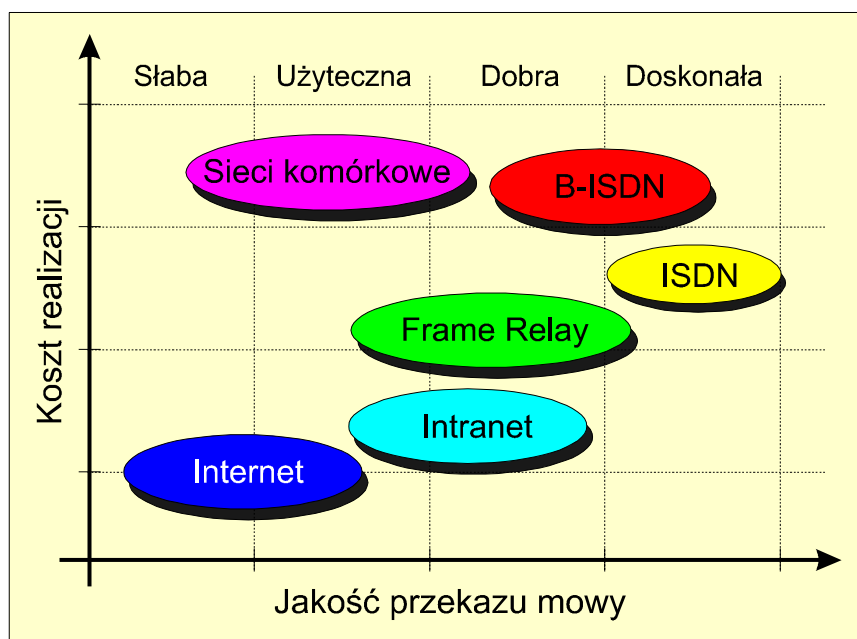 Słaba Użyteczna Dobra Doskonała
Sieci komórkowe
B-ISDN
ISDN
Frame Relay
Intranet
Internet
Koszt realizacji
Jakość przekazu mowy